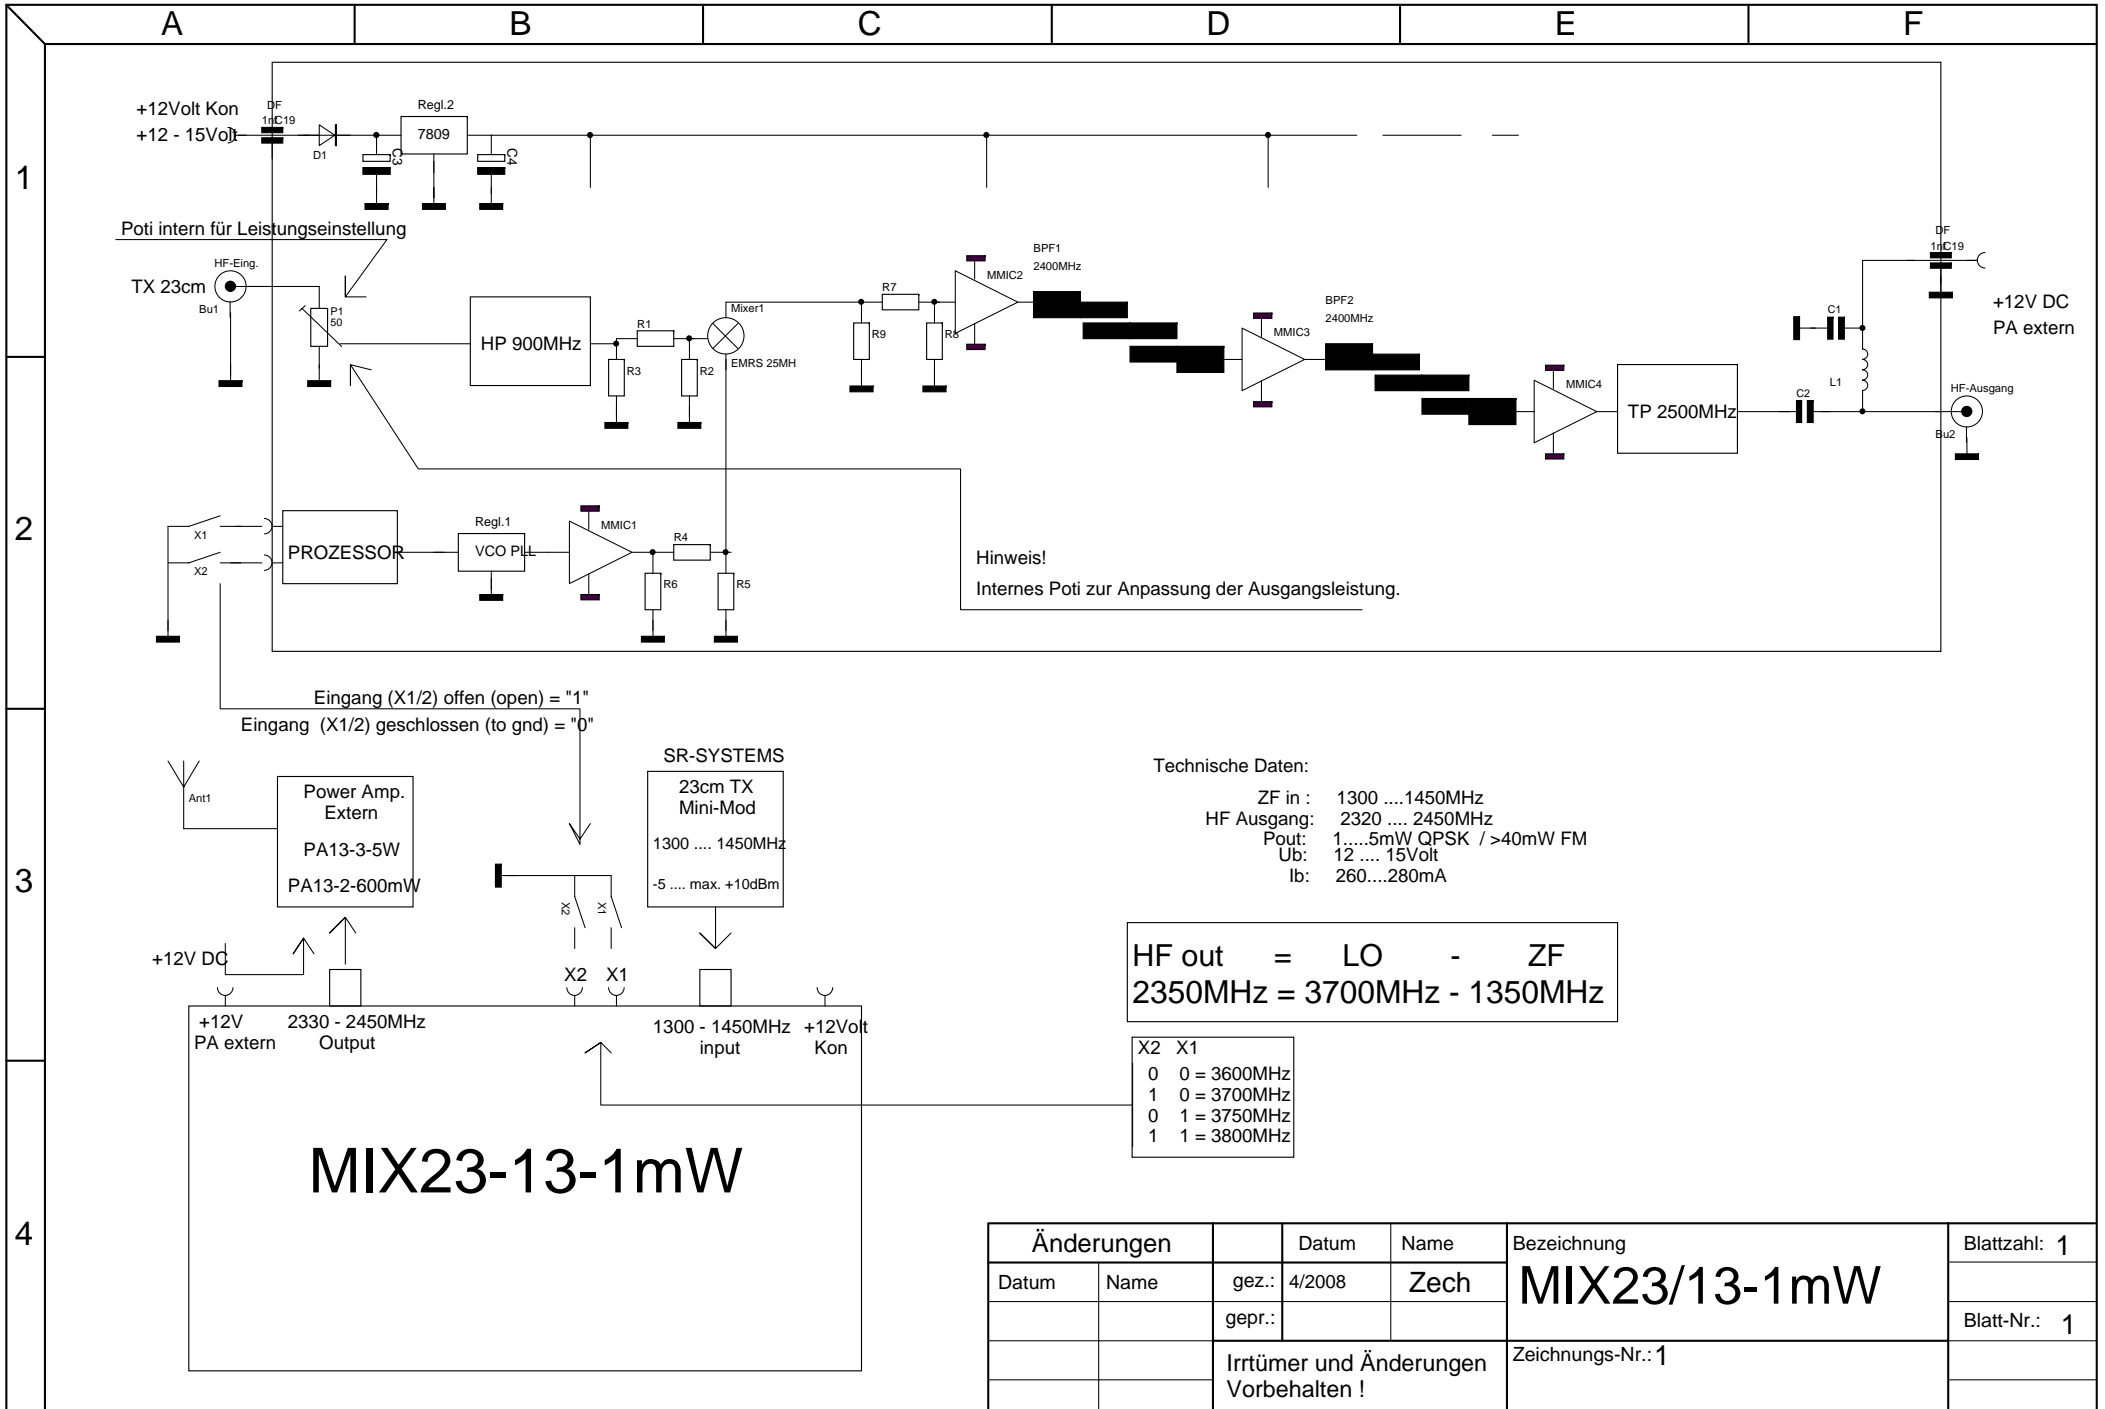 A B C D E F
1
2
3
4
+12Volt Kon
+12 - 15Volt
DF
1nF
C19
D1
C3
Regl.2
7809
C4
Poti intern für Leistungseinstellung
HF-Eing.
TX 23cm
Bu1
P1
50
HP 900MHz
R1
R3
R2
Mixer1
EMRS 25MH
R7
R9
R8
MMIC2
BPF1
2400MHz
MMIC3
BPF2
2400MHz
MMIC4
TP 2500MHz
C2
C1
L1
DF
1nF
C19
+12V DC
PA extern
HF-Ausgang
Bu2
X1
X2
PROZESSOR
Regl.1
VCO PLL
MMIC1
R4
R6
R5
Hinweis!
Internes Poti zur Anpassung der Ausgangsleistung.
Eingang (X1/2) offen (open) = "1"
Eingang (X1/2) geschlossen (to gnd) = "0"
Ant1
Power Amp.
Extern
PA13-3-5W
PA13-2-600mW
SR-SYSTEMS
23cm TX
Mini-Mod
1300 .... 1450MHz
-5 .... max. +10dBm
X2 X1
+12V DC
X2 X1
+12V
PA extern
2330 - 2450MHz
Output
1300 - 1450MHz
input
+12Volt
Kon
MIX23-13-1mW
Technische Daten:
ZF in : 1300 ....1450MHz
HF Ausgang: 2320 .... 2450MHz
Pout: 1.....5mW QPSK / >40mW FM
Ub: 12 .... 15Volt
Ib: 260....280mA
HF out = LO - ZF
2350MHz = 3700MHz - 1350MHz
X2 X1
0 0 = 3600MHz
1 0 = 3700MHz
0 1 = 3750MHz
1 1 = 3800MHz
Änderungen Datum Name Bezeichnung Blattzahl: 1
Datum Name gez.: 4/2008 Zech MIX23/13-1mW
gepr.: Blatt-Nr.: 1
Irrtümer und Änderungen
Vorbehalten !
Zeichnungs-Nr.: 1